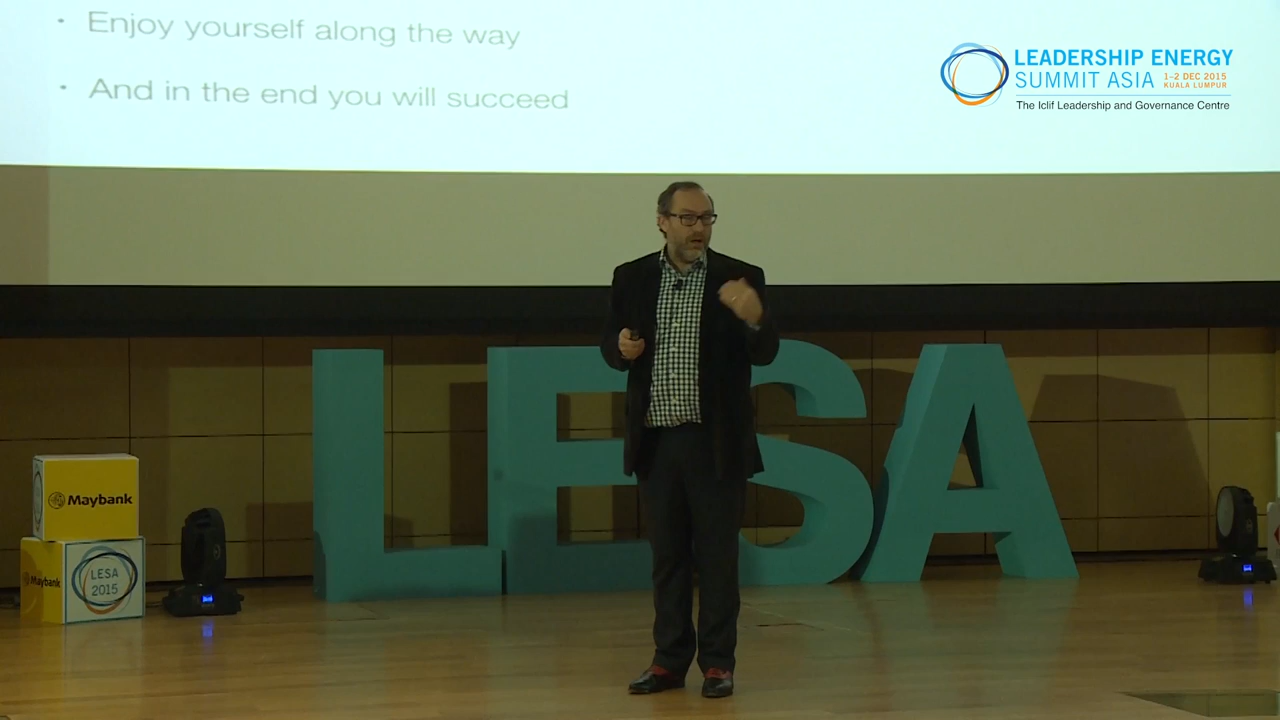 • Enjoy yourself along the way
• And in the end you will succeed
LEADERSHIP ENERGY
SUMMIT ASIA 1-2 DEC 2015
KUALA LUMPUR
The Iclif Leadership and Governance Centre
LESA
Maybank
Maybank
LESA
2015